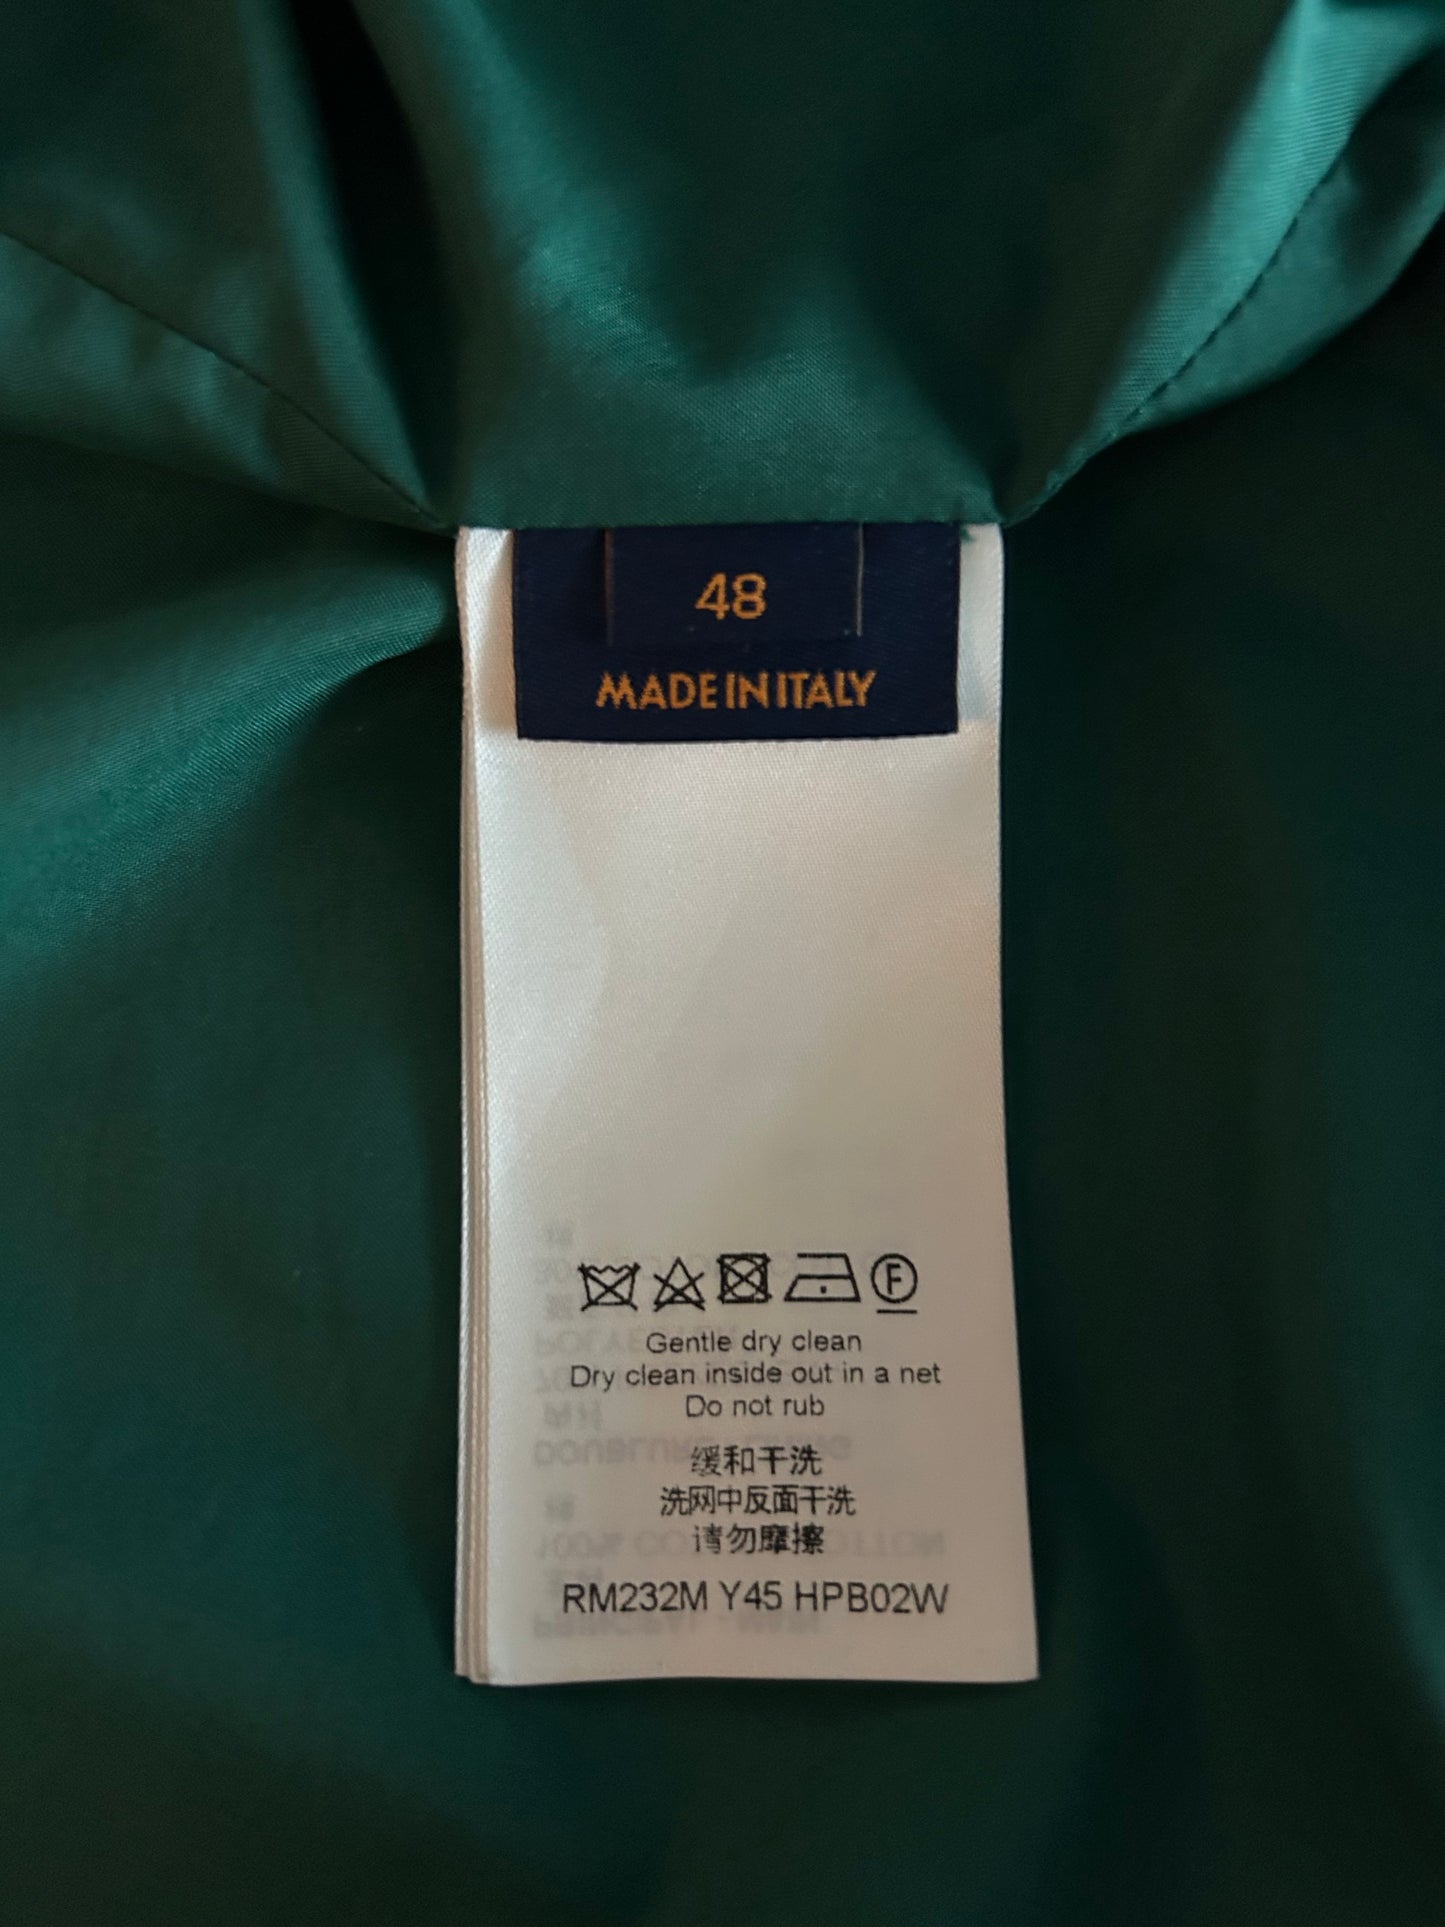 48
MADE IN ITALY
F
Gentle dry clean
Dry clean inside out in a net
Do not rub
缓和干洗
洗网中反面干洗
请勿摩擦
RM232M Y45 HPB02W